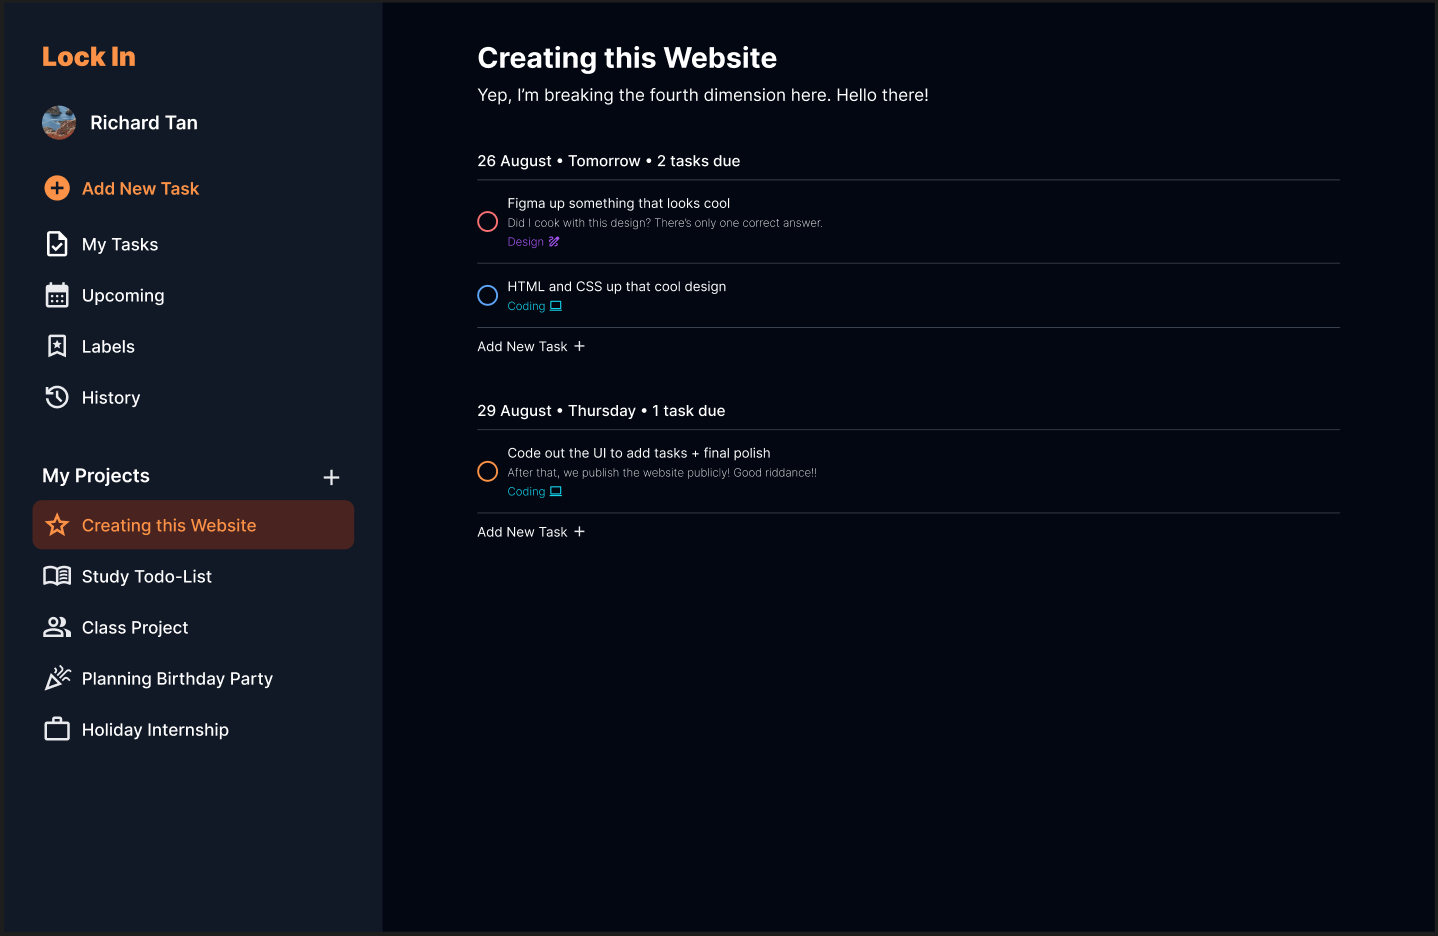 Lock In
Richard Tan
Add New Task
My Tasks
Upcoming
Labels
History
My Projects
Creating this Website
Study Todo-List
Class Project
Planning Birthday Party
Holiday Internship
Creating this Website
Yep, I’m breaking the fourth dimension here. Hello there!
26 August • Tomorrow • 2 tasks due
Figma up something that looks cool
Did I cook with this design? There’s only one correct answer.
Design
HTML and CSS up that cool design
Coding
Add New Task
29 August • Thursday • 1 task due
Code out the UI to add tasks + final polish
After that, we publish the website publicly! Good riddance!!
Coding
Add New Task